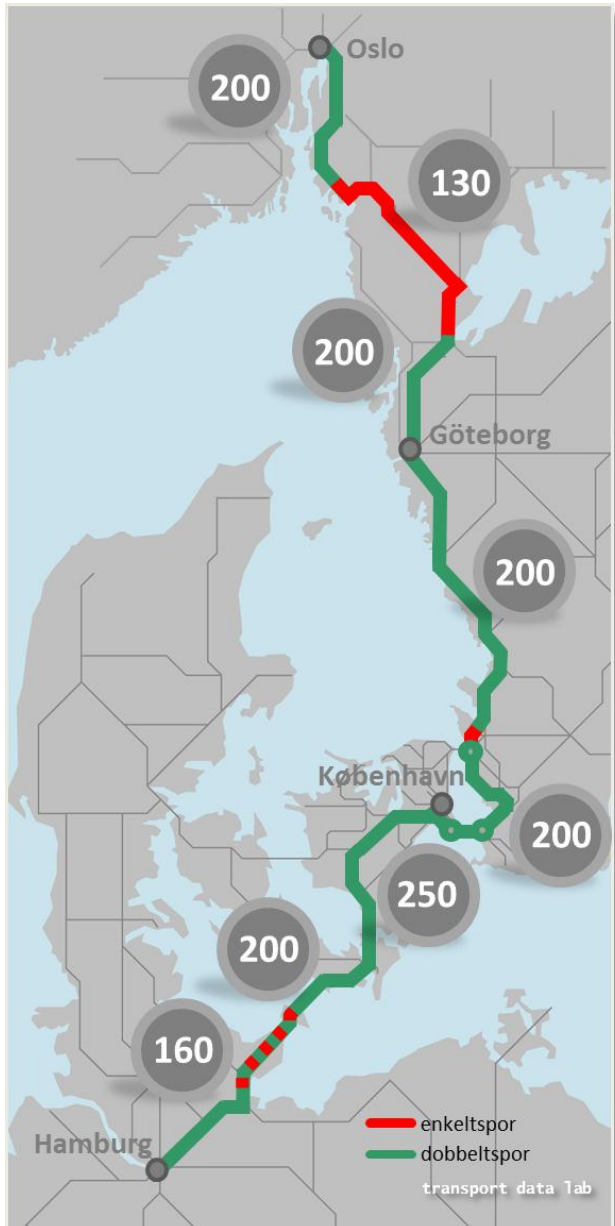 Oslo
200
130
200
Göteborg
200
København
200
250
200
160
Hamburg
enkeltspor
dobbeltspor
transport data lab